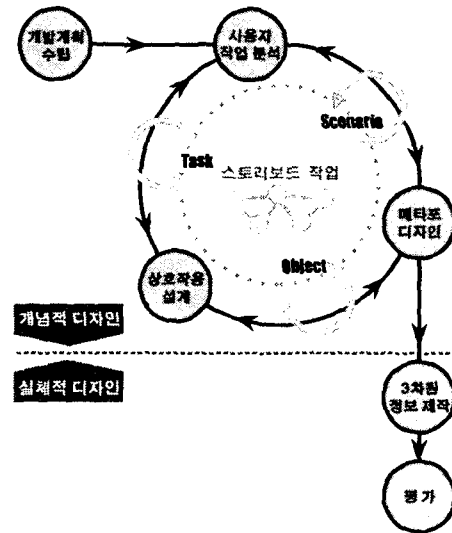 개발계획
수립
사용자
작업 분석
Scenario
Task
스토리보드 작업
메타포
디자인
Object
상호작용
설계
개념적 디자인
실체적 디자인
3차원
정보 제작
평 가